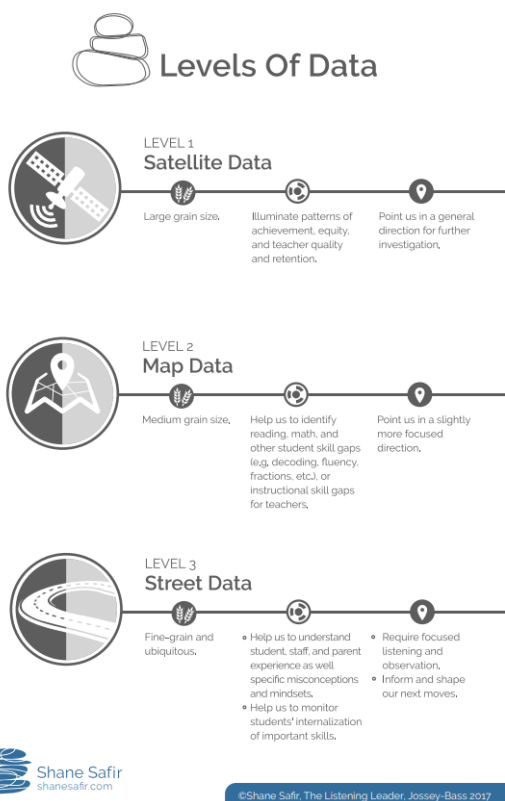 Levels Of Data
LEVEL 1
Satellite Data
Large grain size.
Illuminate patterns of
achievement, equity,
and teacher quality
and retention.
Point us in a general
direction for further
investigation.
LEVEL 2
Map Data
Medium grain size.
Help us to identify
reading, math, and
other student skill gaps
(e.g. decoding, fluency,
fractions, etc.), or
instructional skill gaps
for teachers.
Point us in a slightly
more focused
direction.
LEVEL 3
Street Data
Fine-grain and
ubiquitous.
Help us to understand
student, staff, and parent
experience as well
specific misconceptions
and mindsets.
Help us to monitor
students' internalization
of important skills.
Require focused
listening and
observation.
Inform and shape
our next moves.
Shane Safir
shanesafir.com
©Shane Safir, The Listening Leader, Jossey-Bass 2017